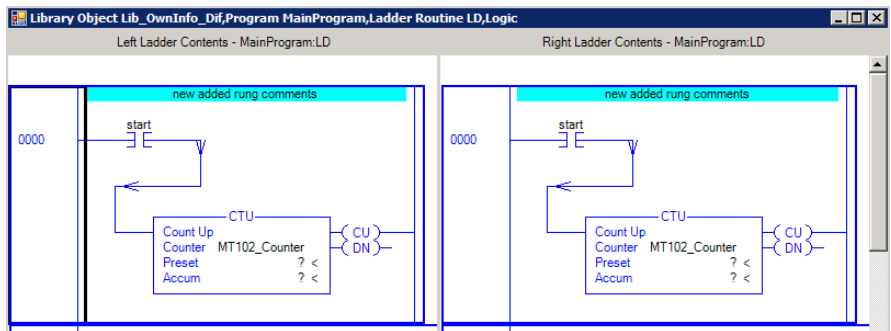 Library Object Lib_OwnInfo_Dif,Program MainProgram,Ladder Routine LD,Logic
Left Ladder Contents - MainProgram:LD
Right Ladder Contents - MainProgram:LD
new added rung comments
start
0000
CTU
Count Up
CU
Counter MT102_Counter
DN
Preset ? <
Accum ? <
new added rung comments
start
0000
CTU
Count Up
CU
Counter MT102_Counter
DN
Preset ? <
Accum ? <